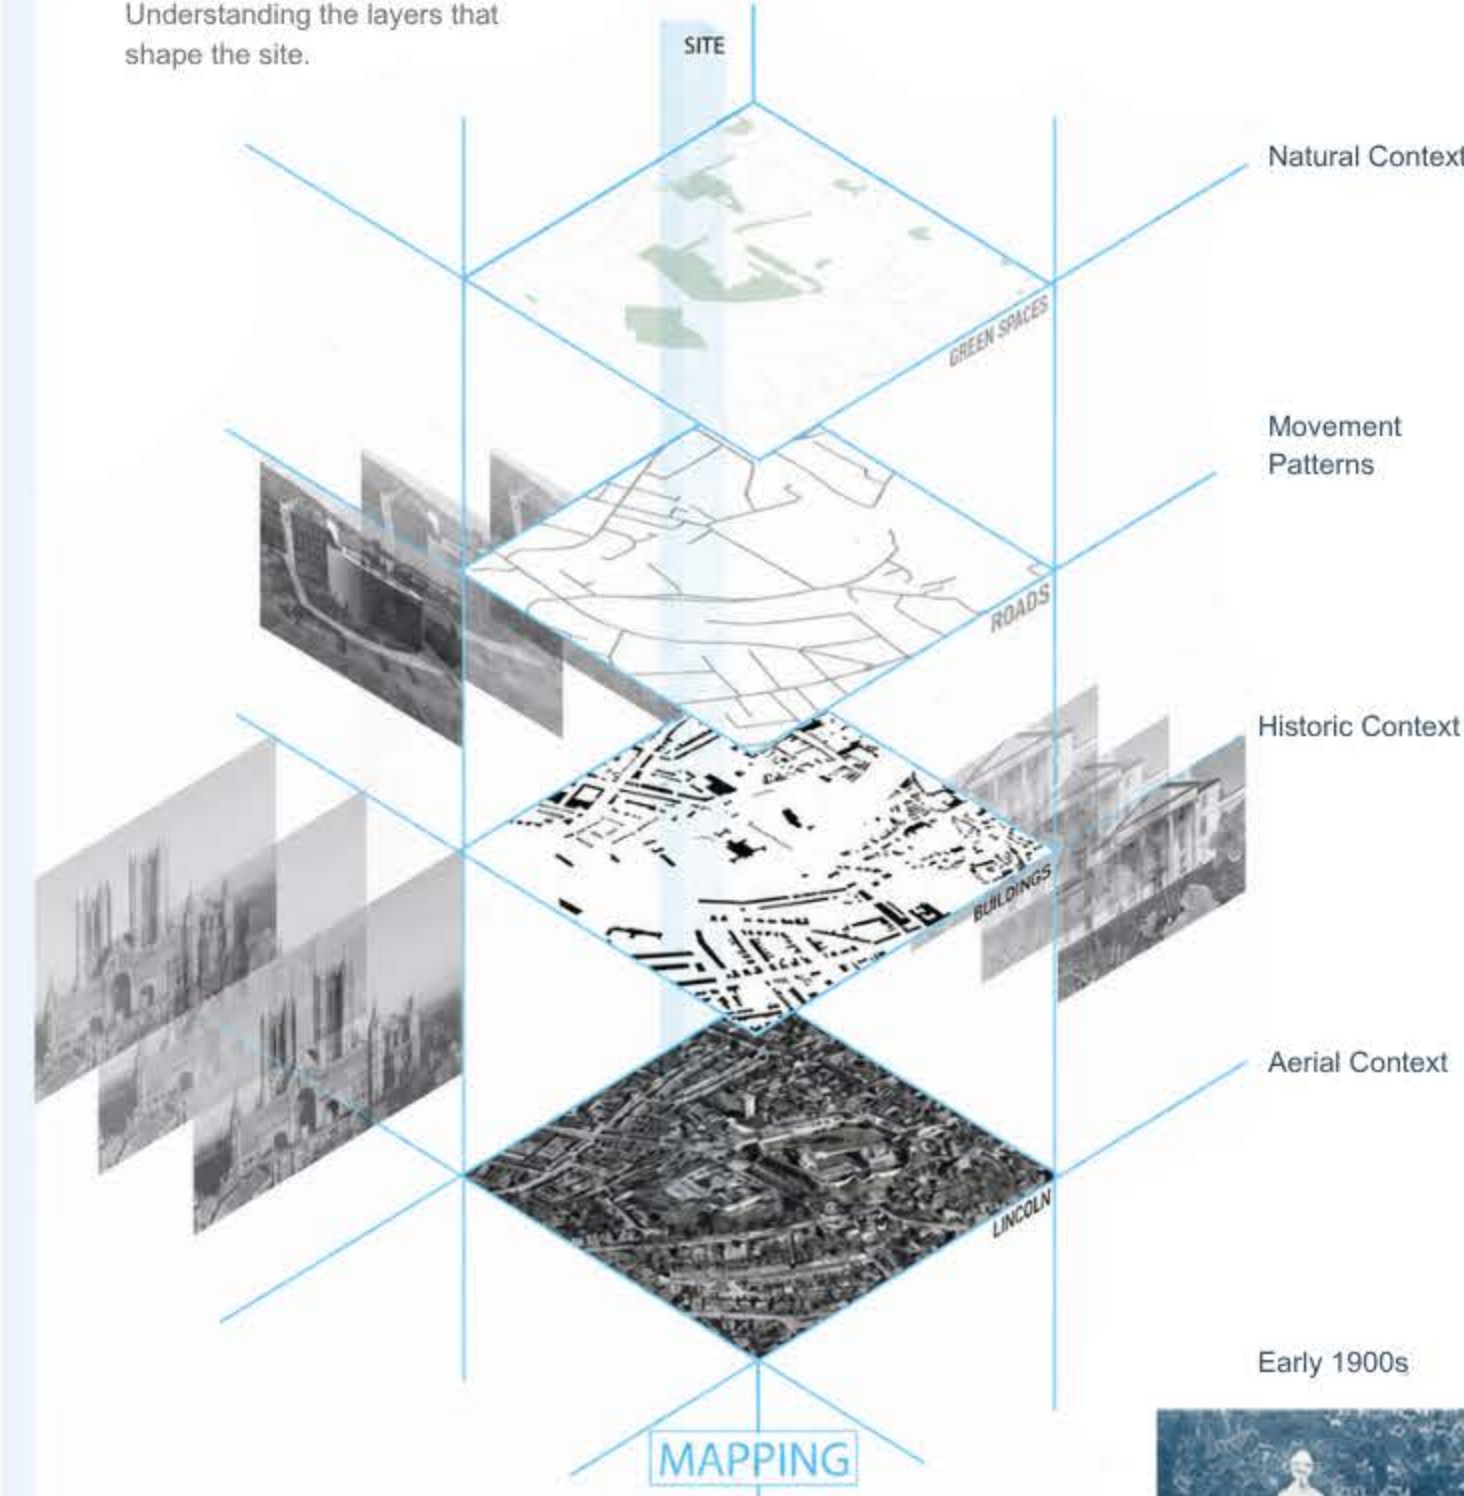 Understanding the layers that
shape the site.
SITE
Natural Context
GREEN SPACES
Movement
Patterns
ROADS
Historic Context
BUILDINGS
Aerial Context
LINCOLN
Early 1900s
MAPPING